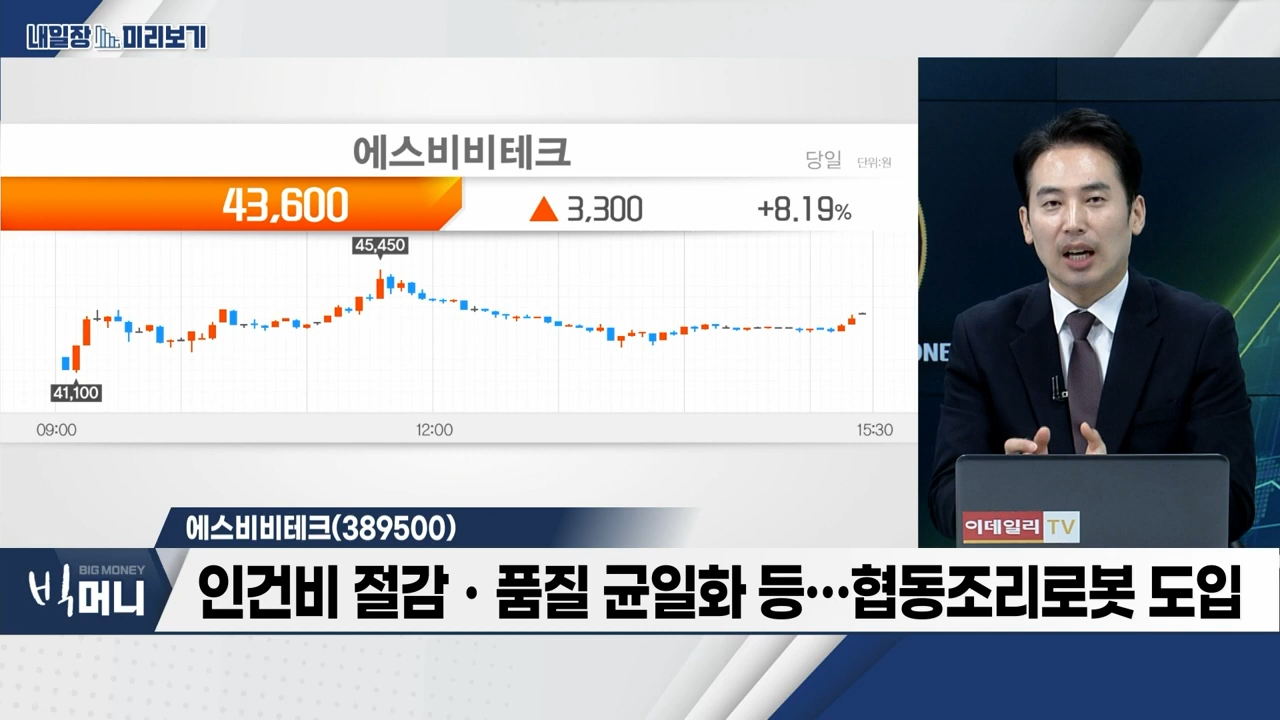 내일장 미리보기
에스비비테크
당일 단위:원
43,600 ▲ 3,300 +8.19%
45,450
41,100
09:00 12:00 15:30
ONE
이데일리 TV
에스비비테크(389500)
BIG MONEY
빅머니
인건비 절감·품질 균일화 등…협동조리로봇 도입